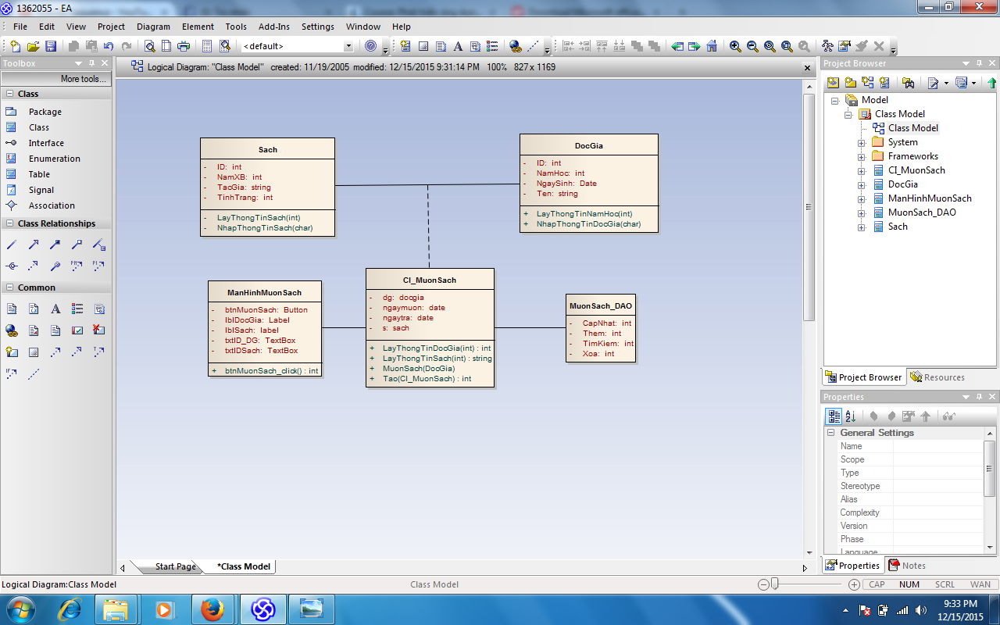 1362055 - EA
File Edit View Project Diagram Element Tools Add-Ins Settings Window Help
<default>
Toolbox
More tools...
Class
Package
Class
Interface
Enumeration
Table
Signal
Association
Class Relationships
Common
Logical Diagram: "Class Model" created: 11/19/2005 modified: 12/15/2015 9:31:14 PM 100% 827 x 1169
Sach
- ID: int
- NamXB: int
- TacGia: string
- TinhTrang: int
- LayThongTinSach(int)
- NhapThongTinSach(char)
DocGia
- ID: int
- NamHoc: int
- NgaySinh: Date
- Ten: string
+ LayThongTinNamHoc(int)
+ NhapThongTinDocGia(char)
ManHinhMuonSach
- btnMuonSach: Button
- lblDocGia: Label
- lblSach: label
- txtID_DG: TextBox
- txtIDSach: TextBox
+ btnMuonSach_click() : int
Cl_MuonSach
- dg: docgia
- ngaymuon: date
- ngaytra: date
- s: sach
+ LayThongTinDocGia(int) : int
+ LayThongTinSach(int) : string
+ MuonSach(DocGia)
+ Tao(Cl_MuonSach) : int
MuonSach_DAO
- CapNhat: int
- Them: int
- TimKiem: int
- Xoa: int
Start Page
*Class Model
Project Browser
Model
Class Model
Class Model
System
Frameworks
Cl_MuonSach
DocGia
ManHinhMuonSach
MuonSach_DAO
Sach
Project Browser
Resources
Properties
General Settings
Name
Scope
Type
Stereotype
Alias
Complexity
Version
Phase
Language
Properties
Notes
Logical Diagram:Class Model
Class Model
CAP NUM SCRL WAN
9:33 PM
12/15/2015